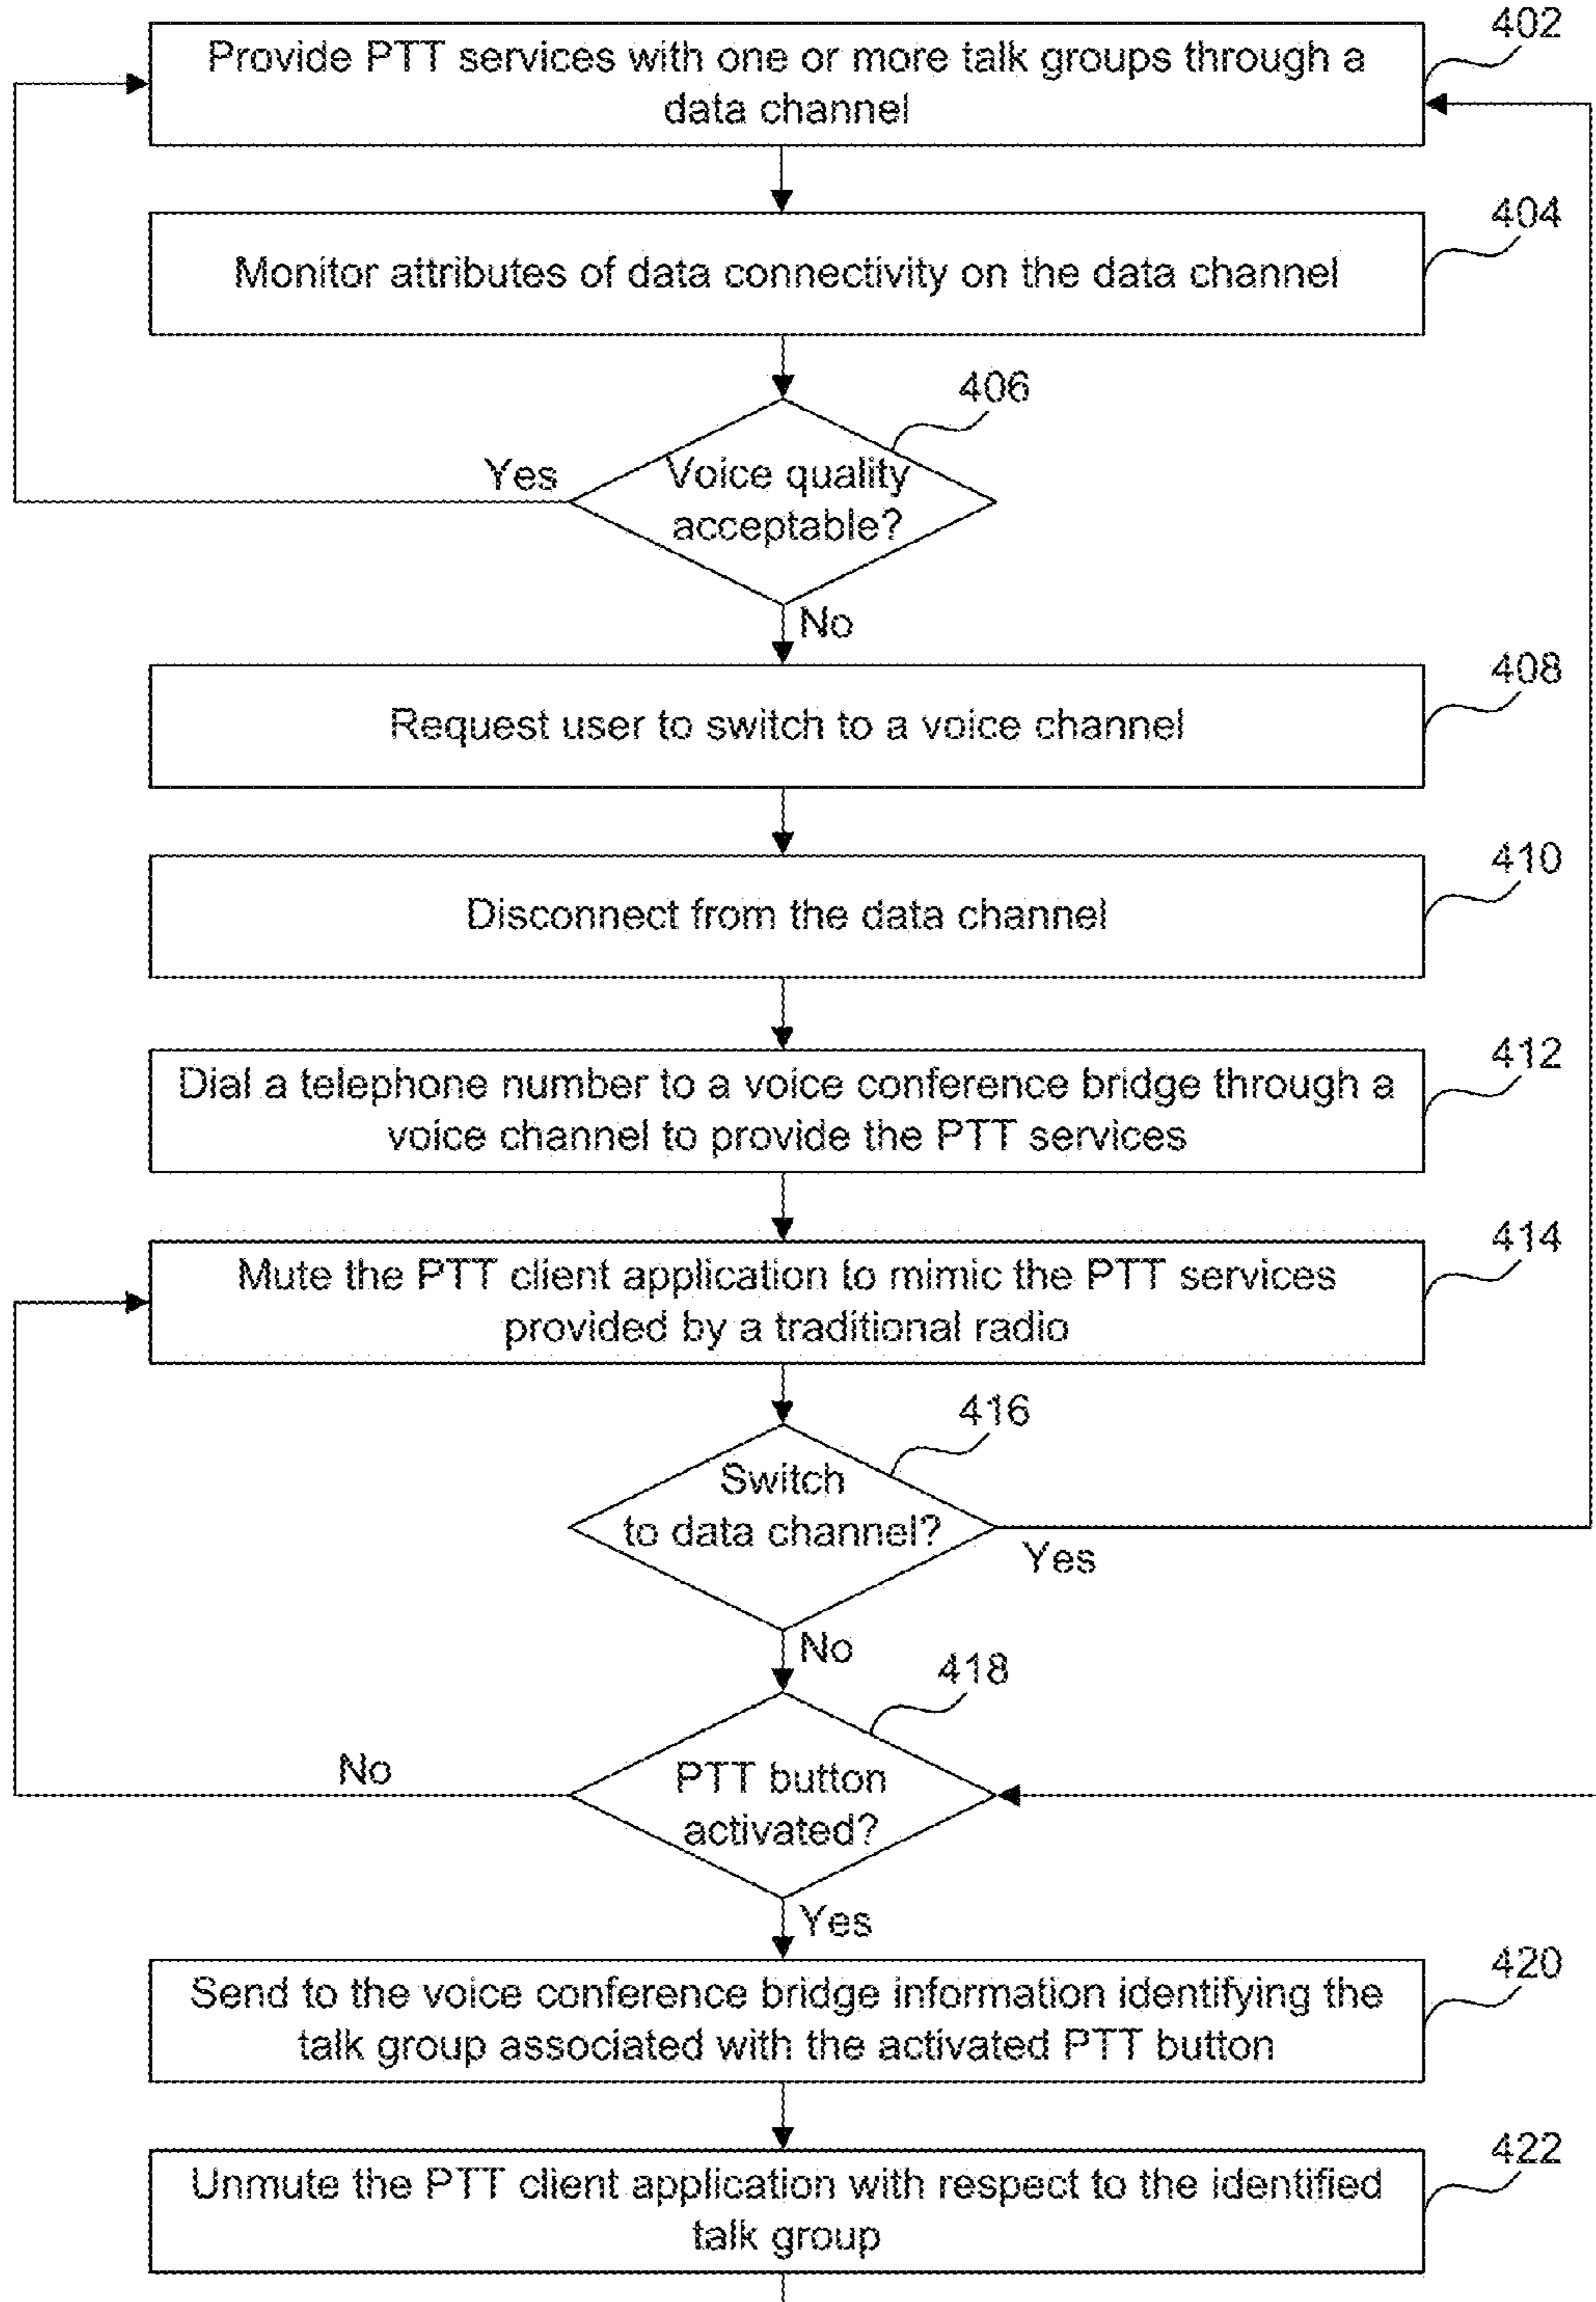 402
Provide PTT services with one or more talk groups through a
data channel
404
Monitor attributes of data connectivity on the data channel
406
Yes
Voice quality
acceptable?
No
408
Request user to switch to a voice channel
410
Disconnect from the data channel
412
Dial a telephone number to a voice conference bridge through a
voice channel to provide the PTT services
414
Mute the PTT client application to mimic the PTT services
provided by a traditional radio
416
Switch
to data channel?
Yes
No
418
No
PTT button
activated?
Yes
420
Send to the voice conference bridge information identifying the
talk group associated with the activated PTT button
422
Unmute the PTT client application with respect to the identified
talk group